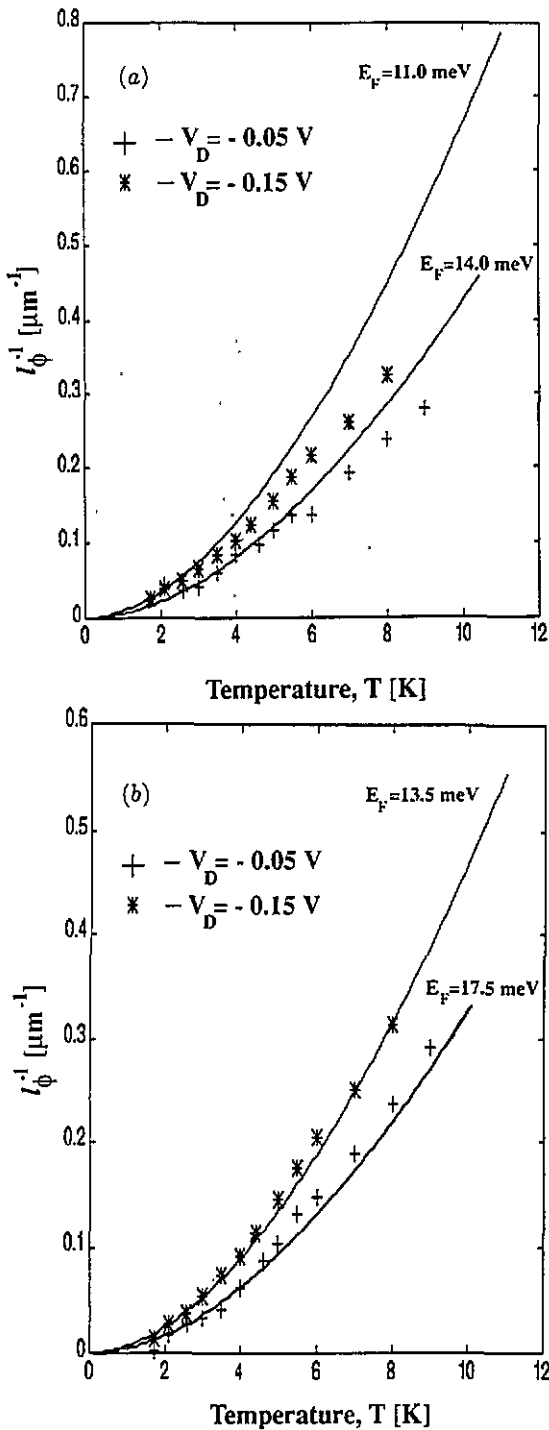 0.8
(a)
E_F=11.0 meV
0.7
+ – V_D= - 0.05 V
0.6
* – V_D= - 0.15 V
0.5
E_F=14.0 meV
l_ϕ^-1 [μm^-1]
0.4
0.3
0.2
0.1
0
0 2 4 6 8 10 12
Temperature, T [K]
0.6
(b)
E_F=13.5 meV
0.5
+ – V_D= - 0.05 V
* – V_D= - 0.15 V
0.4
E_F=17.5 meV
l_ϕ^-1 [μm^-1]
0.3
0.2
0.1
0
0 2 4 6 8 10 12
Temperature, T [K]